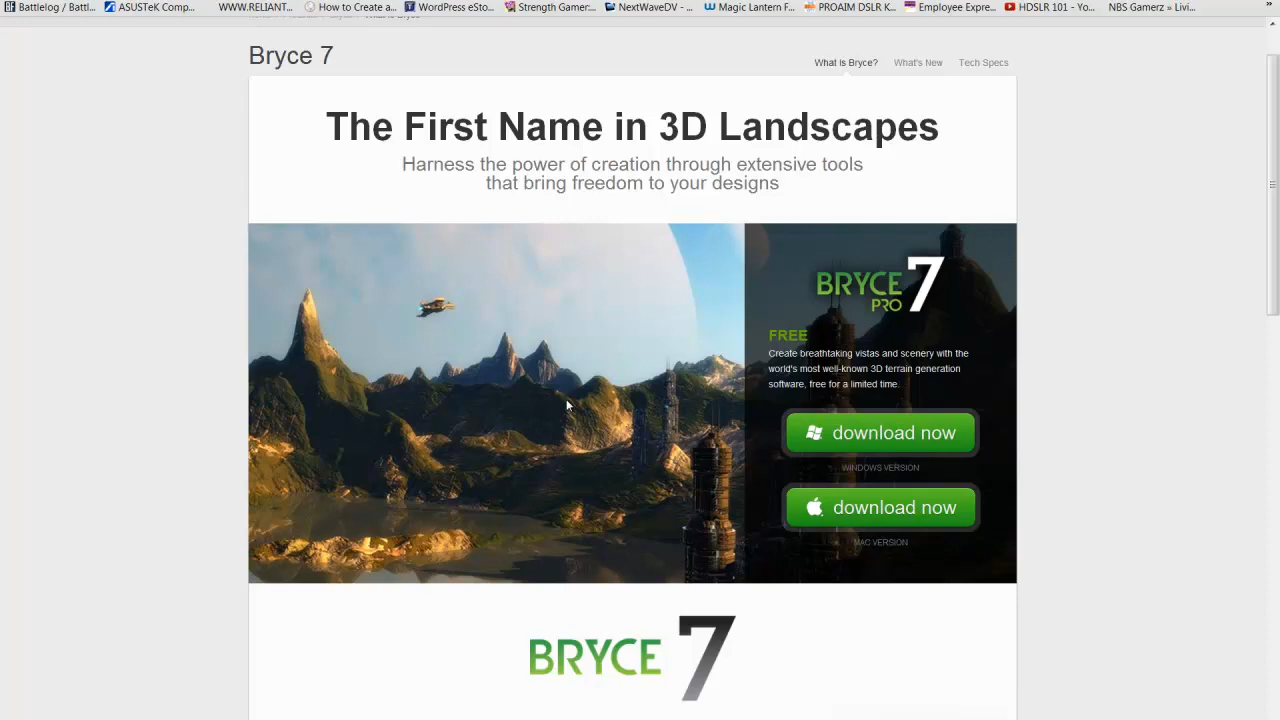 Battlelog / Battl... ASUSTeK Comp... WWW.RELIANT... How to Create a... WordPress eSto... Strength Gamer:... NextWaveDV - ... Magic Lantern F... PROAIM DSLR K... Employee Expre... HDSLR 101 - Yo... NBS Gamerz » Livi...
Bryce 7
What Is Bryce? What's New Tech Specs
The First Name in 3D Landscapes
Harness the power of creation through extensive tools
that bring freedom to your designs
BRYCE 7
PRO
FREE
Create breathtaking vistas and scenery with the
world's most well-known 3D terrain generation
software, free for a limited time.
download now
WINDOWS VERSION
download now
MAC VERSION
BRYCE 7